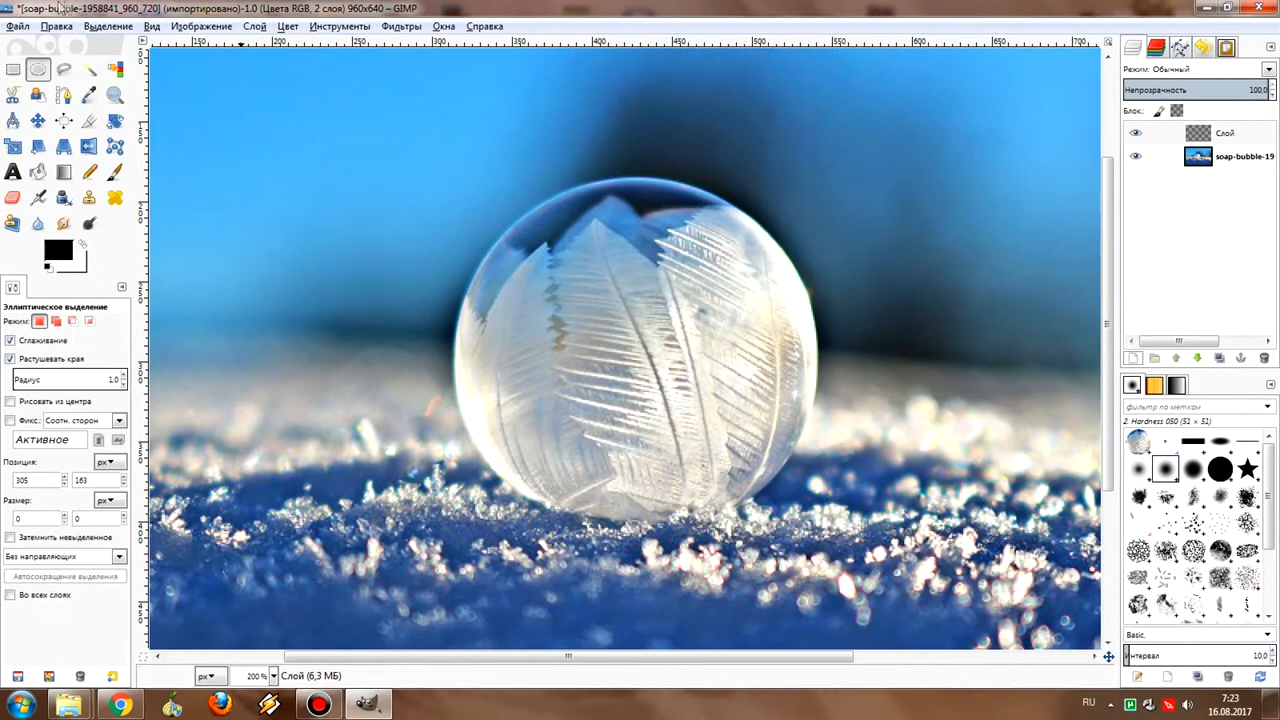 *[soap-bubble-1958841_960_720] (импортировано)-1.0 (Цвета RGB, 2 слоя) 960x640 – GIMP
Файл Правка Выделение Вид Изображение Слой Цвет Инструменты Фильтры Окна Справка
150 200 250 300 350 400 450 500 550 600 650 700
Режим: Обычный
Непрозрачность 100,0
Блок.:
Слой
soap-bubble-19
Эллиптическое выделение
Режим:
Сглаживание
Растушевать края
Радиус 1,0
Рисовать из центра
Фикс.: Соотн. сторон
Активное
Позиция: px
305 163
Размер: px
0 0
Затемнить невыделенное
Без направляющих
Автосокращение выделения
Во всех слоях
фильтр по меткам
2. Hardness 050 (51 × 51)
Basic,
Интервал 10,0
px 200 % Слой (6,3 МБ)
RU 7:23
16.08.2017